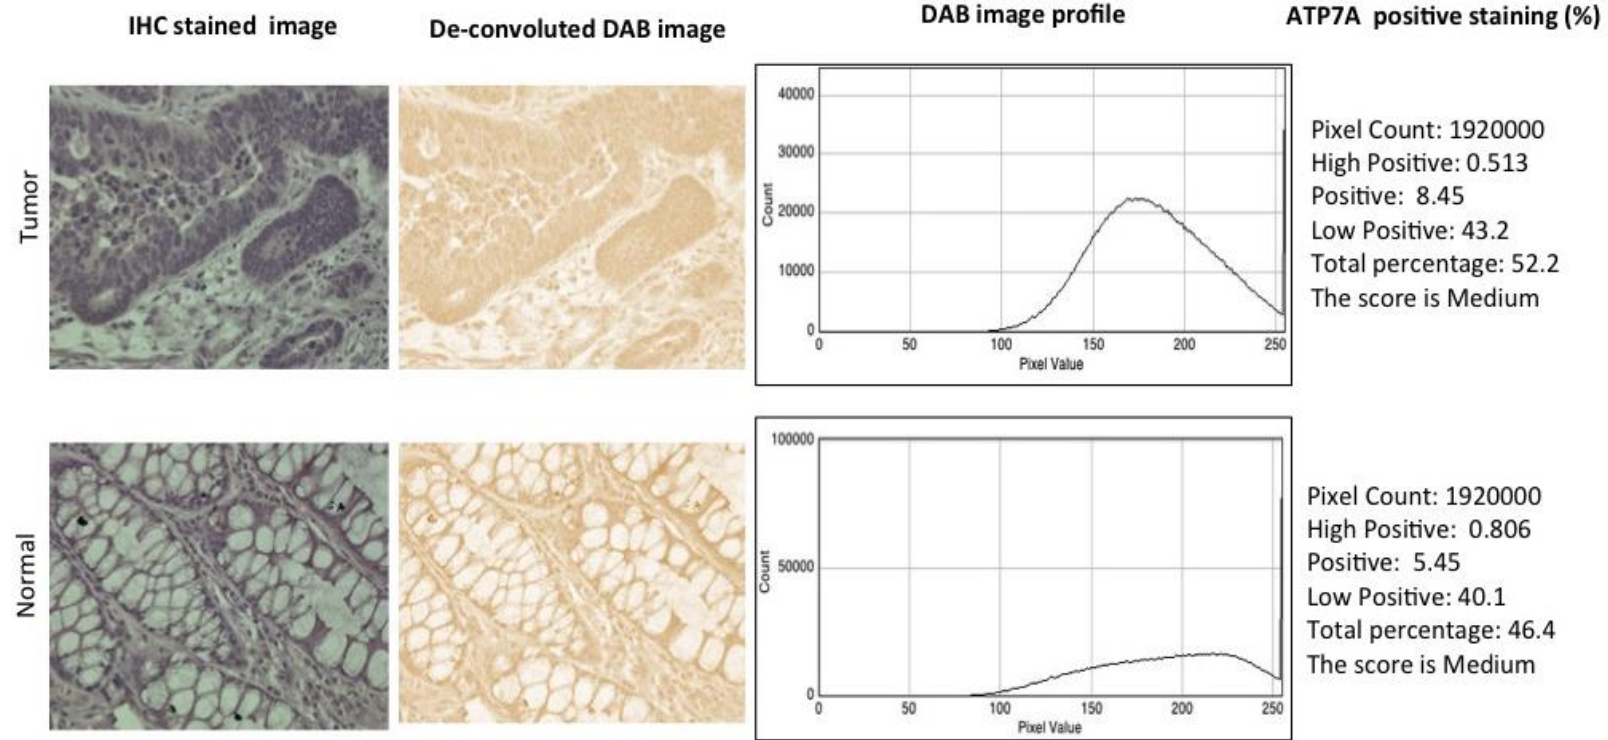 IHC stained image
De-convoluted DAB image
DAB image profile
ATP7A positive staining (%)
Tumor
Count
40000
30000
20000
10000
0
0 50 100 150 200 250
Pixel Value
Pixel Count: 1920000
High Positive: 0.513
Positive: 8.45
Low Positive: 43.2
Total percentage: 52.2
The score is Medium
Normal
Count
100000
50000
0
0 50 100 150 200 250
Pixel Value
Pixel Count: 1920000
High Positive: 0.806
Positive: 5.45
Low Positive: 40.1
Total percentage: 46.4
The score is Medium